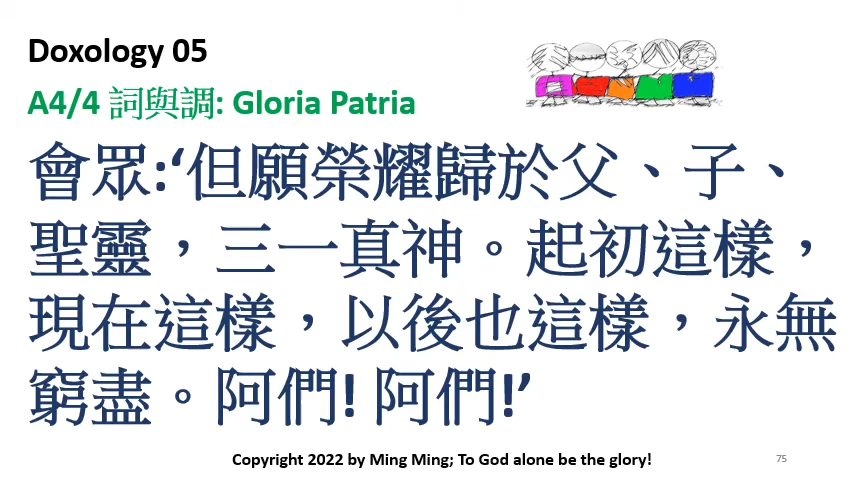 Doxology 05
A4/4 詞與調: Gloria Patria
會眾:‘但願榮耀歸於父、子、
聖靈，三一真神。起初這樣，
現在這樣，以後也這樣，永無
窮盡。阿們! 阿們!’
Copyright 2022 by Ming Ming; To God alone be the glory!
75